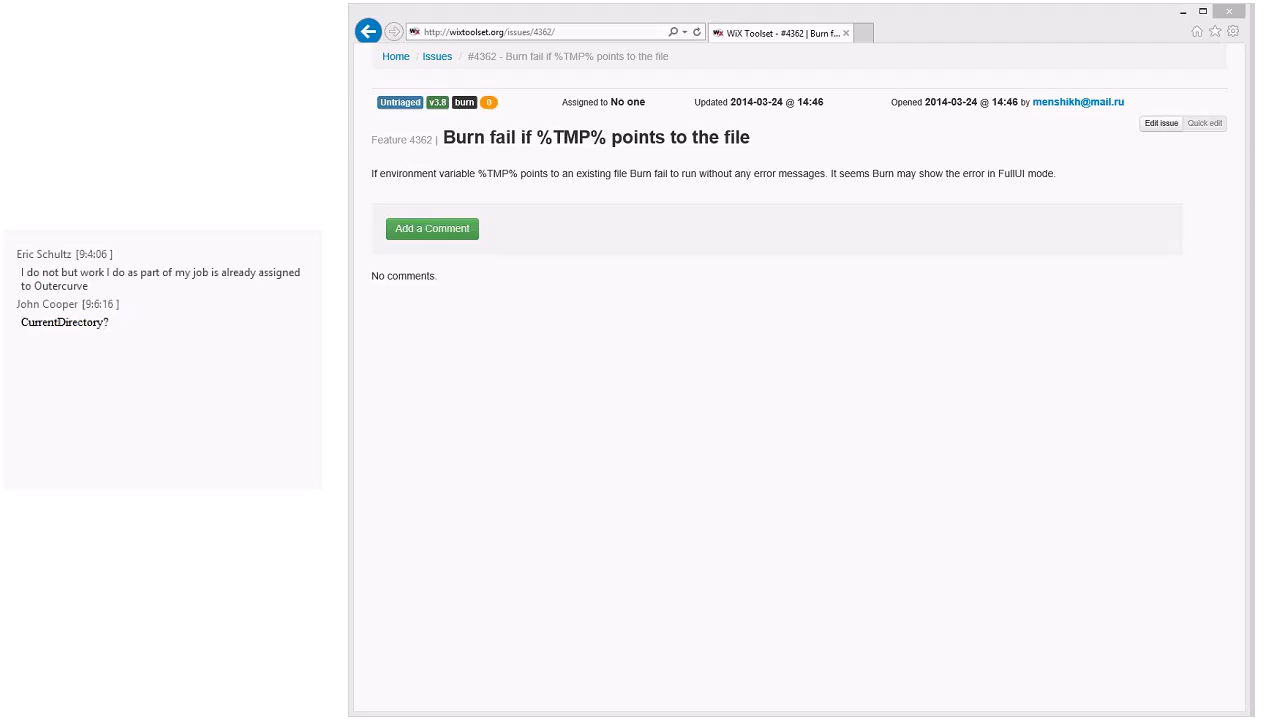 Eric Schultz [9:4:06 ]
I do not but work I do as part of my job is already assigned
to Outercurve
John Cooper [9:6:16 ]
CurrentDirectory?
http://wixtoolset.org/issues/4362/
WiX Toolset - #4362 | Burn f...
Home / Issues / #4362 - Burn fail if %TMP% points to the file
Untriaged v3.8 burn 0 Assigned to No one Updated 2014-03-24 @ 14:46 Opened 2014-03-24 @ 14:46 by menshikh@mail.ru
Edit issue Quick edit
Feature 4362 | Burn fail if %TMP% points to the file
If environment variable %TMP% points to an existing file Burn fail to run without any error messages. It seems Burn may show the error in FullUI mode.
Add a Comment
No comments.